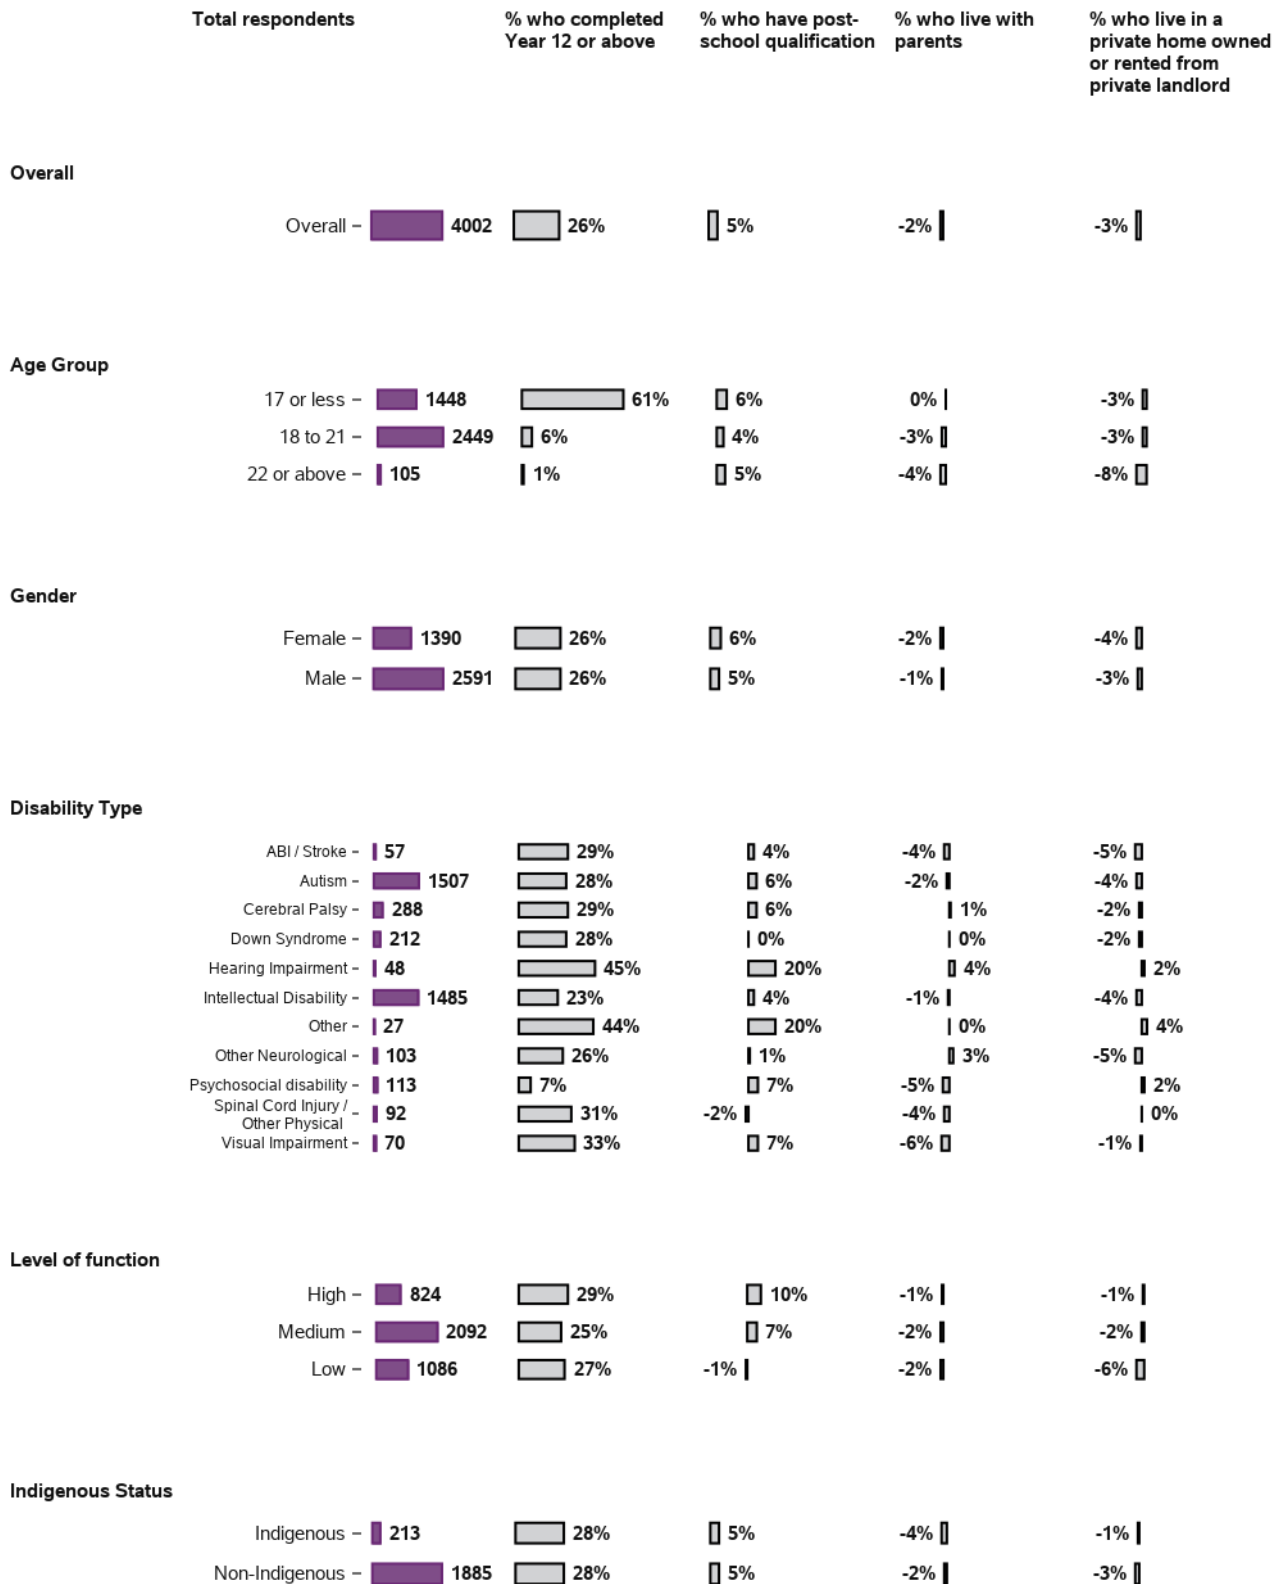 Total respondents
% who completed
Year 12 or above
% who have post-
school qualification
% who live with
parents
% who live in a
private home owned
or rented from
private landlord
Overall
Overall 4002 26% 5% -2% -3%
Age Group
17 or less 1448 61% 6% 0% -3%
18 to 21 2449 6% 4% -3% -3%
22 or above 105 1% 5% -4% -8%
Gender
Female 1390 26% 6% -2% -4%
Male 2591 26% 5% -1% -3%
Disability Type
ABI / Stroke 57 29% 4% -4% -5%
Autism 1507 28% 6% -2% -4%
Cerebral Palsy 288 29% 6% 1% -2%
Down Syndrome 212 28% 0% 0% -2%
Hearing Impairment 48 45% 20% 4% 2%
Intellectual Disability 1485 23% 4% -1% -4%
Other 27 44% 20% 0% 4%
Other Neurological 103 26% 1% 3% -5%
Psychosocial disability 113 7% 7% -5% 2%
Spinal Cord Injury /
Other Physical 92 31% -2% -4% 0%
Visual Impairment 70 33% 7% -6% -1%
Level of function
High 824 29% 10% -1% -1%
Medium 2092 25% 7% -2% -2%
Low 1086 27% -1% -2% -6%
Indigenous Status
Indigenous 213 28% 5% -4% -1%
Non-Indigenous 1885 28% 5% -2% -3%